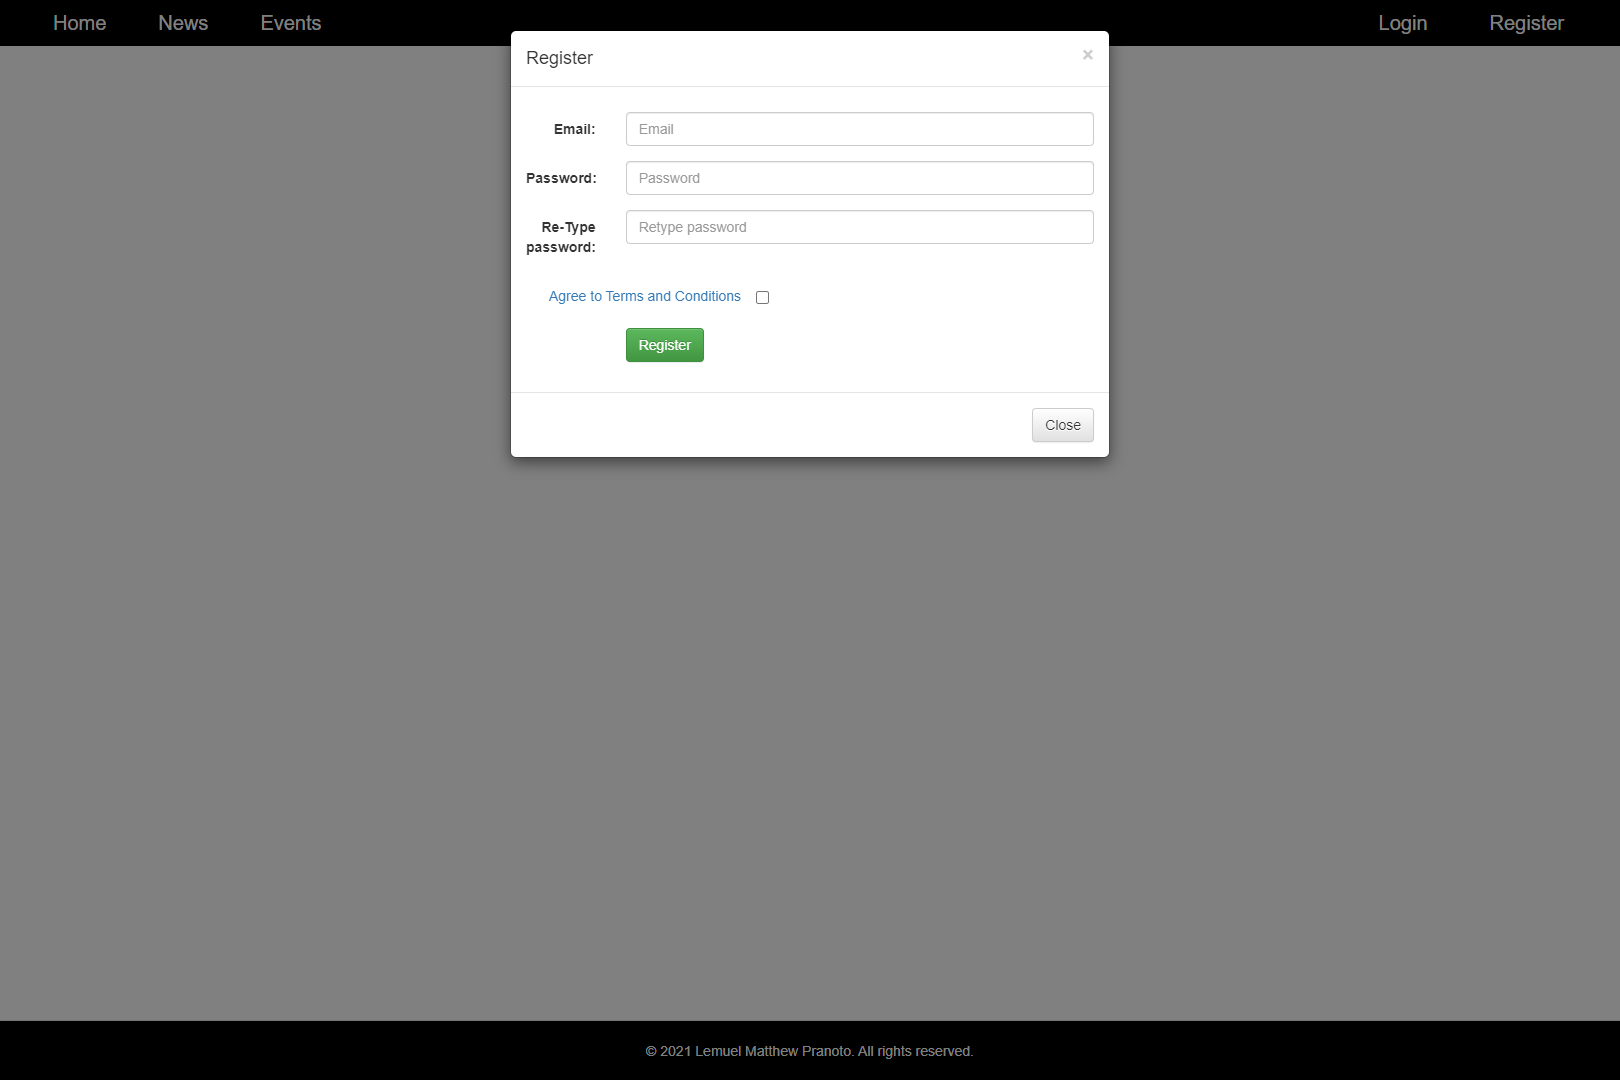 Home News Events Login Register
Register ×
Email: Email
Password: Password
Re-Type password: Retype password
Agree to Terms and Conditions
Register
Close
© 2021 Lemuel Matthew Pranoto. All rights reserved.